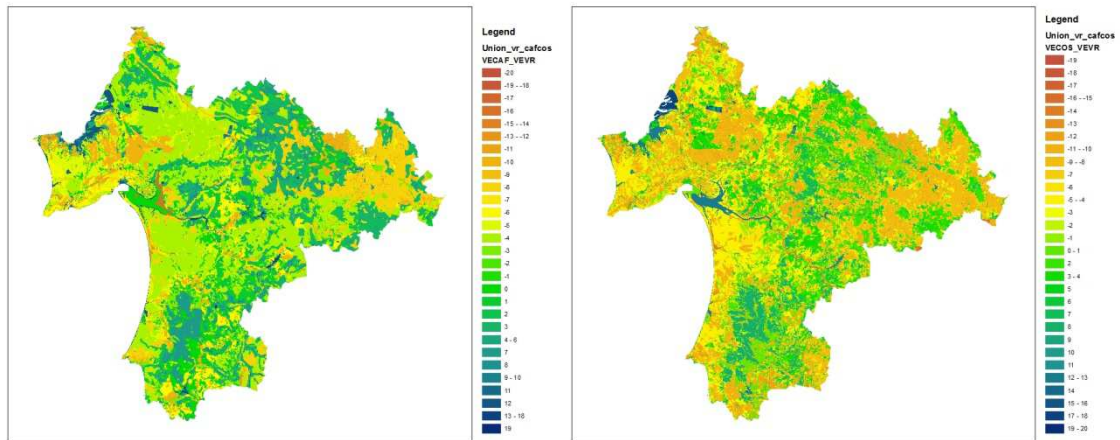 Legend
Union_vr_cafcos
VECAF_VEVR
-20
-19 - -18
-17
-16
-15 - -14
-13 - -12
-11
-10
-9
-8
-7
-6
-5
-4
-3
-2
-1
0
1
2
3
4 - 6
7
8
9 - 10
11
12
13 - 18
19
Legend
Union_vr_cafcos
VECOS_VEVR
-19
-18
-17
-16 - -15
-14
-13
-12
-11 - -10
-9 - -8
-7
-6
-5 - -4
-3
-2
-1
0 - 1
2
3 - 4
5
6
7
8
9
10
11
12 - 13
14
15 - 16
17 - 18
19 - 20